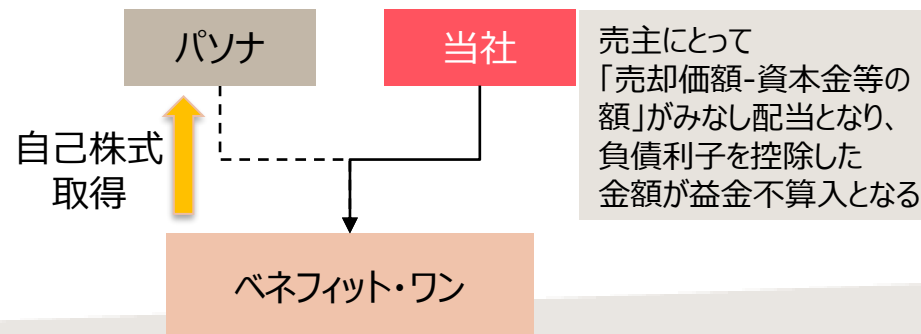 パソナ
当社
売主にとって
「売却価額-資本金等の
額」がみなし配当となり、
負債利子を控除した
金額が益金不算入となる
自己株式
取得
ベネフィット・ワン